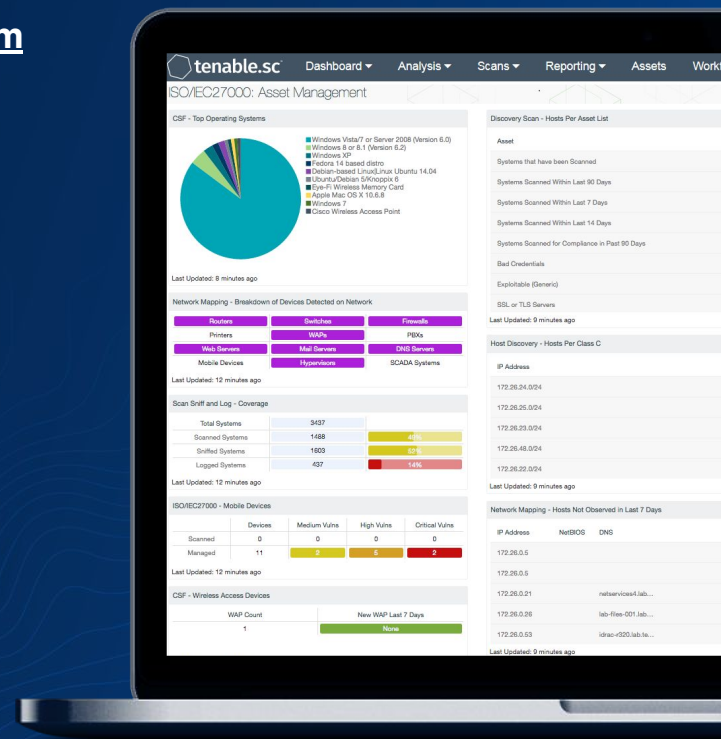 m
tenable.sc Dashboard Analysis Scans Reporting Assets Workf
ISO/IEC27000: Asset Management
CSF - Top Operating Systems
Windows Vista/7 or Server 2008 (Version 6.0)
Windows 8 or 8.1 (Version 6.2)
Windows XP
Fedora 14 based distro
Debian-based Linux|Linux Ubuntu 14.04
Ubuntu/Debian 5/Knoppix 6
Eye-Fi Wireless Memory Card
Apple Mac OS X 10.6.8
Windows 7
Cisco Wireless Access Point
Last Updated: 8 minutes ago
Network Mapping - Breakdown of Devices Detected on Network
Routers Switches Firewalls
Printers WAPs PBXs
Web Servers Mail Servers DNS Servers
Mobile Devices Hypervisors SCADA Systems
Last Updated: 12 minutes ago
Scan Sniff and Log - Coverage
Total Systems 3437
Scanned Systems 1488
Sniffed Systems 1803 52%
Logged Systems 437 14%
Last Updated: 12 minutes ago
ISO/IEC27000 - Mobile Devices
Devices Medium Vulns High Vulns Critical Vulns
Scanned 0 0 0 0
Managed 11 2 5 2
Last Updated: 12 minutes ago
CSF - Wireless Access Devices
WAP Count New WAP Last 7 Days
1 None
Discovery Scan - Hosts Per Asset List
Asset
Systems that have been Scanned
Systems Scanned Within Last 90 Days
Systems Scanned Within Last 7 Days
Systems Scanned Within Last 14 Days
Systems Scanned for Compliance in Past 90 Days
Bad Credentials
Exploitable (Generic)
SSL or TLS Servers
Last Updated: 9 minutes ago
Host Discovery - Hosts Per Class C
IP Address
172.26.24.0/24
172.26.25.0/24
172.26.23.0/24
172.26.48.0/24
172.26.22.0/24
Last Updated: 9 minutes ago
Network Mapping - Hosts Not Observed in Last 7 Days
IP Address NetBIOS DNS
172.26.0.5
172.26.0.5
172.26.0.21 netservices4.lab...
172.26.0.26 lab-files-001.lab...
172.26.0.53 idrac-r320.lab.te...
Last Updated: 9 minutes ago